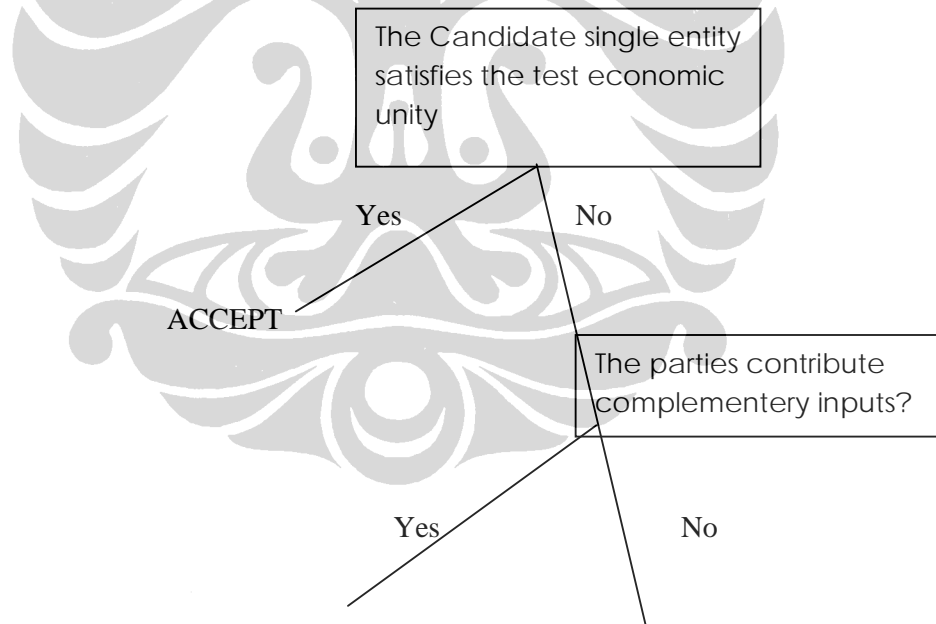 The Candidate single entity
satisfies the test economic
unity
Yes
No
ACCEPT
The parties contribute
complementery inputs?
Yes
No